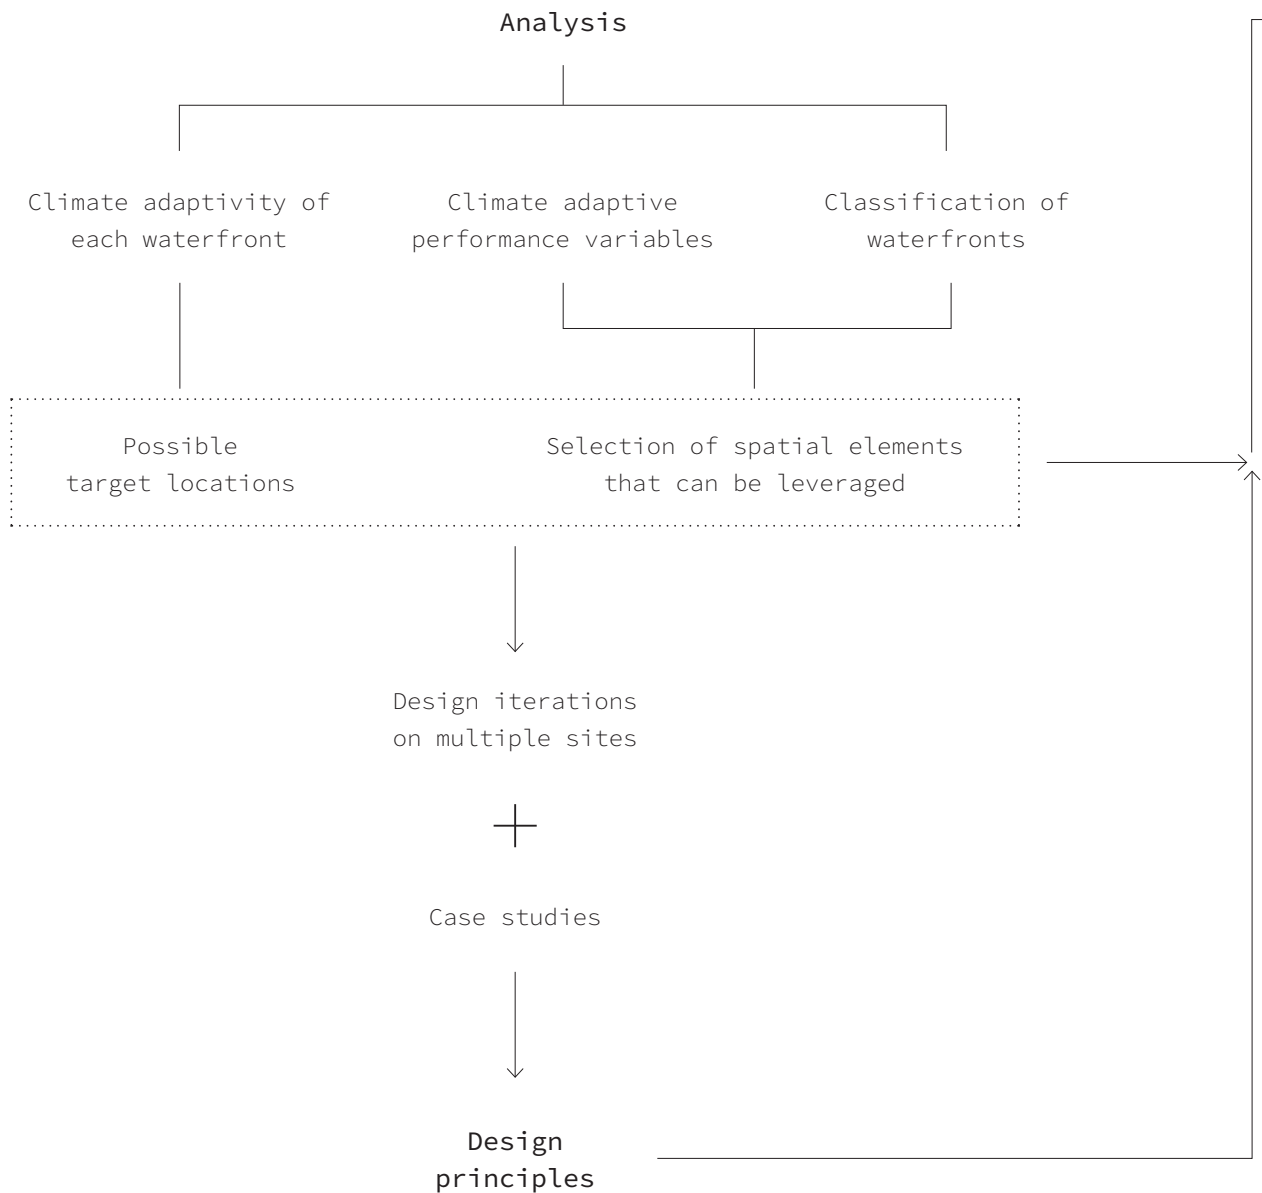 Analysis
Climate adaptivity of
each waterfront
Climate adaptive
performance variables
Classification of
waterfronts
Possible
target locations
Selection of spatial elements
that can be leveraged
Design iterations
on multiple sites
Case studies
Design
principles